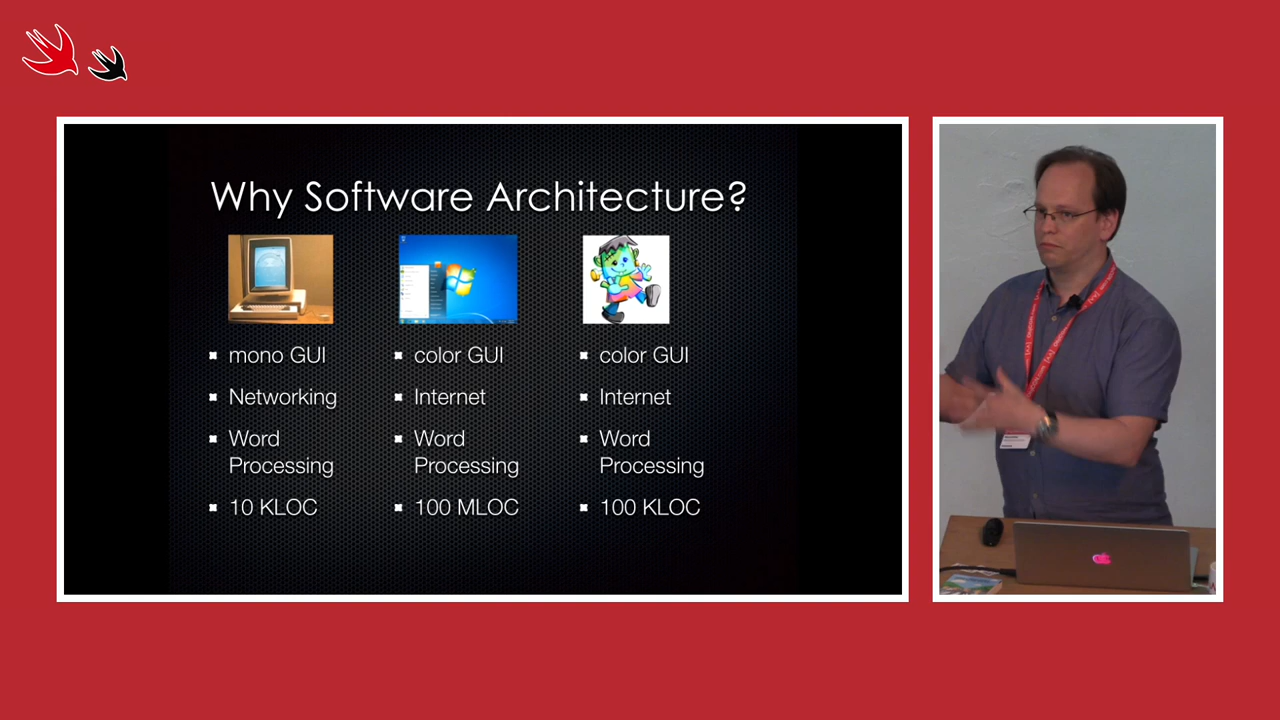 Why Software Architecture?
mono GUI
Networking
Word
Processing
10 KLOC
color GUI
Internet
Word
Processing
100 MLOC
color GUI
Internet
Word
Processing
100 KLOC